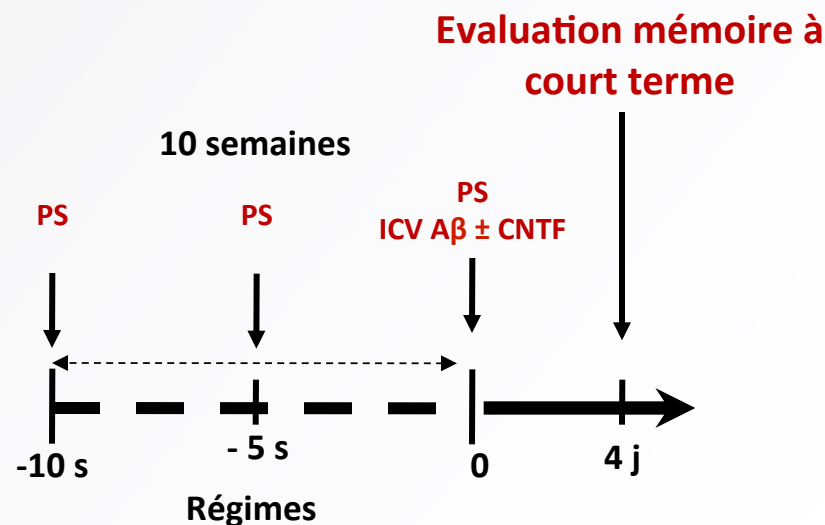 Evaluation mémoire à
court terme
10 semaines
PS
PS
PS
ICV Aβ ± CNTF
-10 s
- 5 s
0
4 j
Régimes